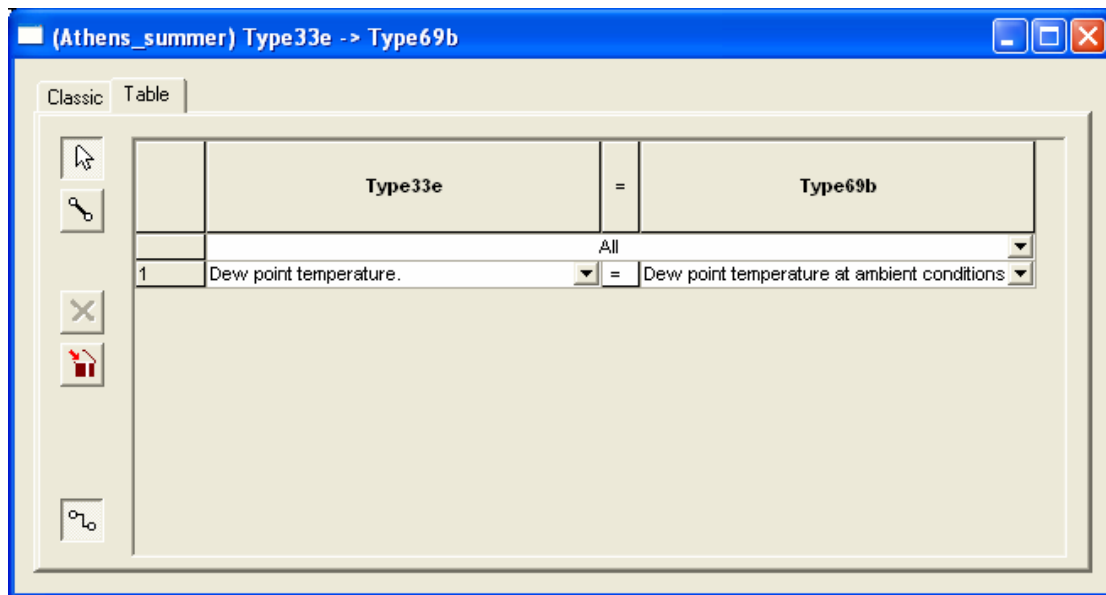 (Athens_summer) Type33e -> Type69b
Classic Table
Type33e = Type69b
All
1 Dew point temperature. = Dew point temperature at ambient conditions